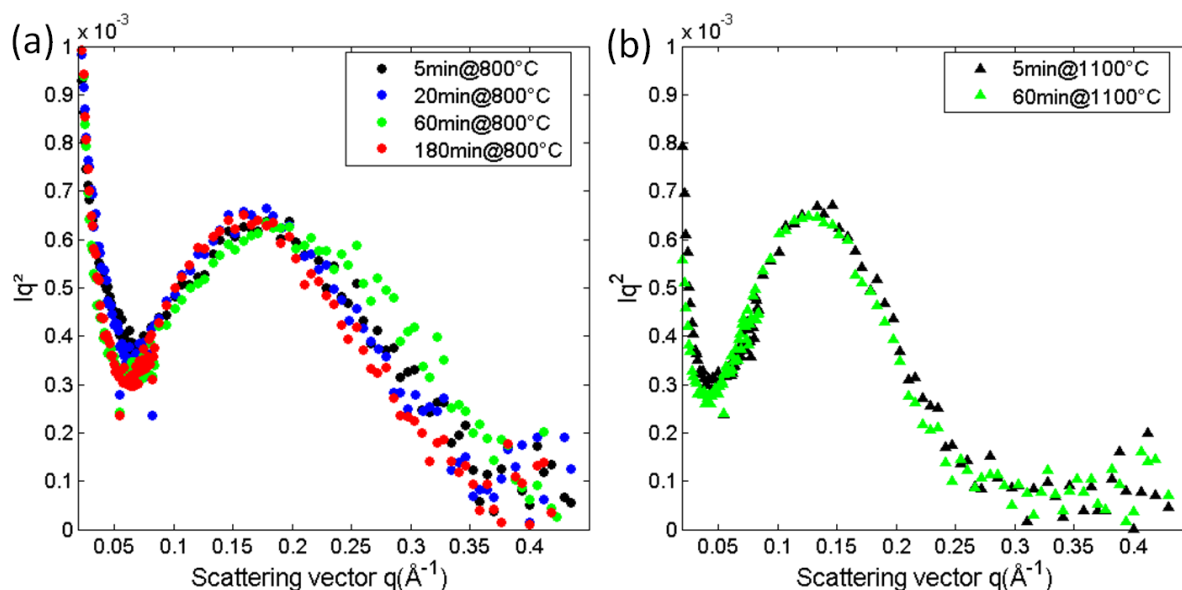 (a)
x 10⁻³
1
0.9
0.8
0.7
0.6
0.5
0.4
0.3
0.2
0.1
0
Iq²
0.05 0.1 0.15 0.2 0.25 0.3 0.35 0.4
Scattering vector q(Å⁻¹)
5min@800°C
20min@800°C
60min@800°C
180min@800°C
(b)
x 10⁻³
1
0.9
0.8
0.7
0.6
0.5
0.4
0.3
0.2
0.1
0
Iq²
0.05 0.1 0.15 0.2 0.25 0.3 0.35 0.4
Scattering vector q(Å⁻¹)
5min@1100°C
60min@1100°C